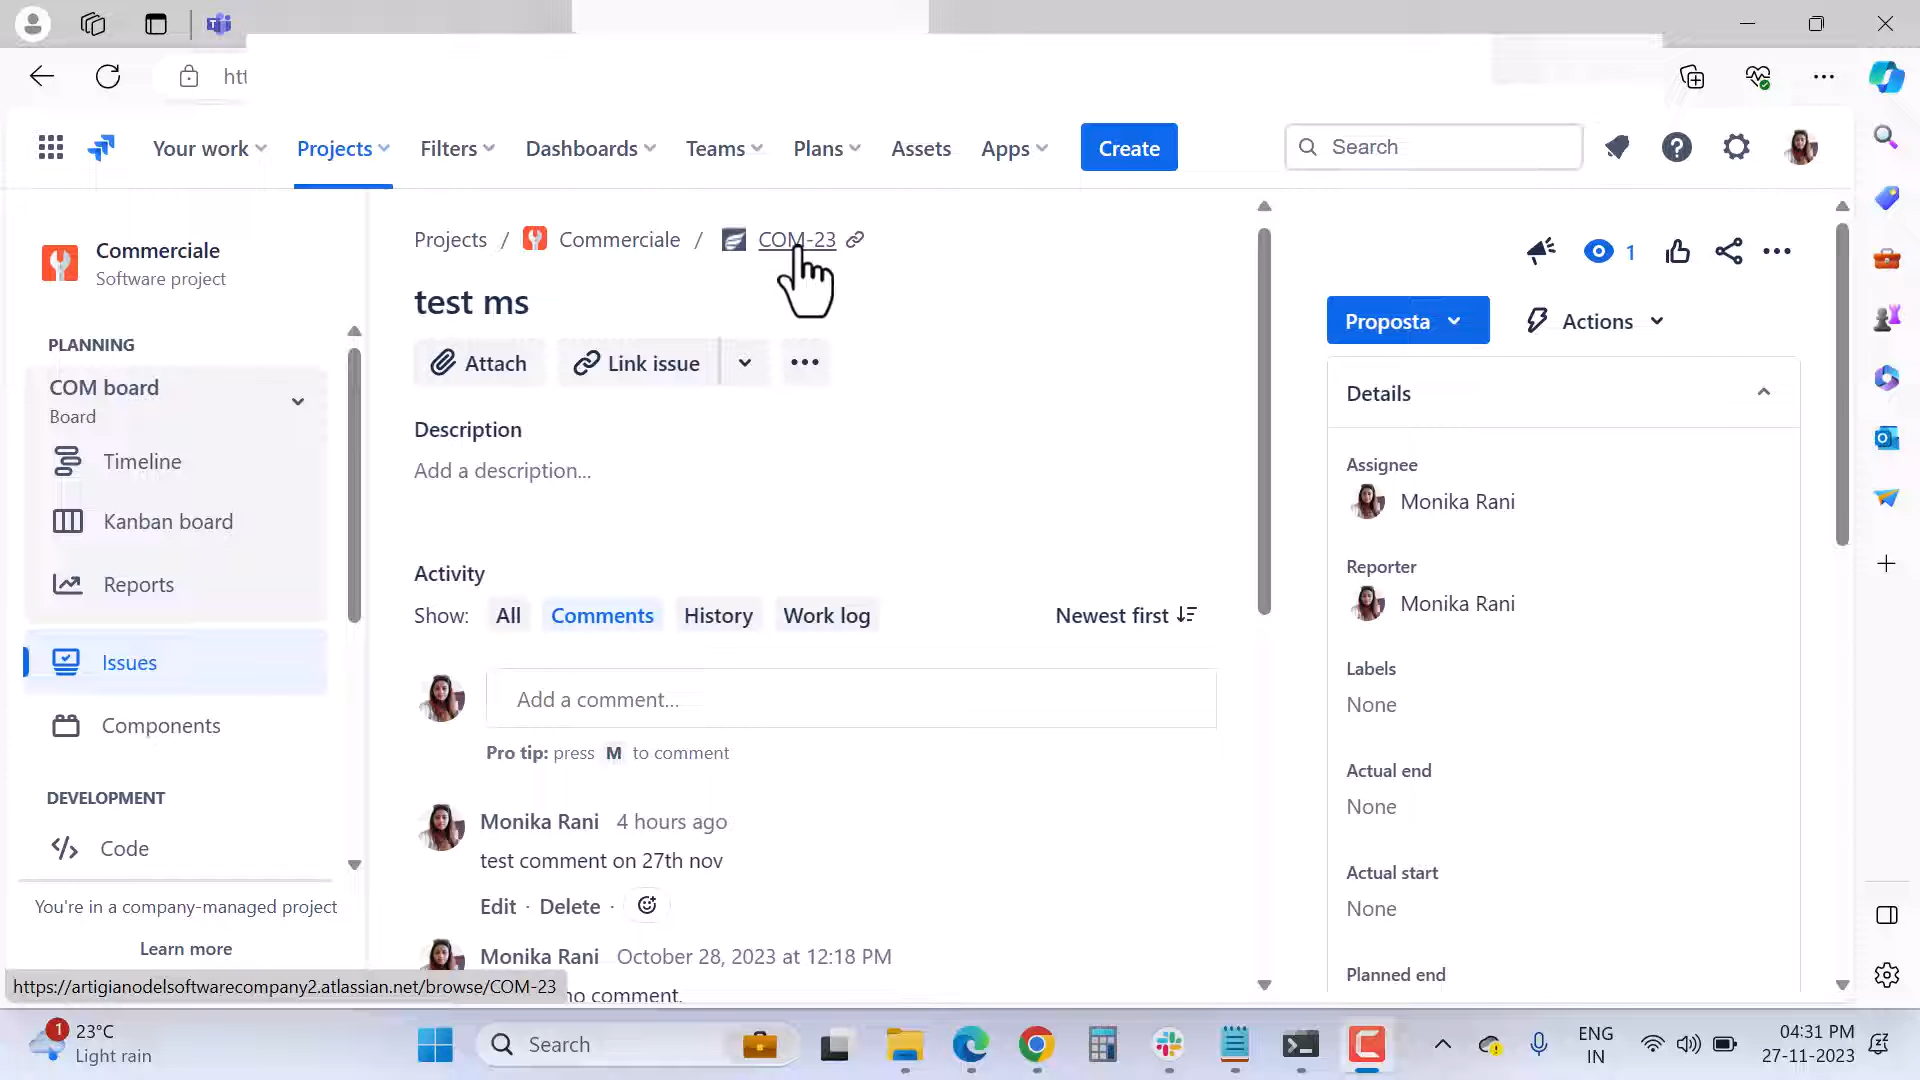 htt
Your work
Projects
Filters
Dashboards
Teams
Plans
Assets
Apps
Create
Search
Commerciale
Software project
PLANNING
COM board
Board
Timeline
Kanban board
Reports
Issues
Components
DEVELOPMENT
Code
You're in a company-managed project
Learn more
https://artigianodelsoftwarecompany2.atlassian.net/browse/COM-23
Projects / Commerciale / COM-23
test ms
Attach
Link issue
Description
Add a description...
Activity
Show: All Comments History Work log Newest first
Add a comment...
Pro tip: press M to comment
Monika Rani 4 hours ago
test comment on 27th nov
Edit · Delete ·
Monika Rani October 28, 2023 at 12:18 PM
no comment.
1
Proposta
Actions
Details
Assignee
Monika Rani
Reporter
Monika Rani
Labels
None
Actual end
None
Actual start
None
Planned end
1
23°C
Light rain
Search
ENG
IN
04:31 PM
27-11-2023